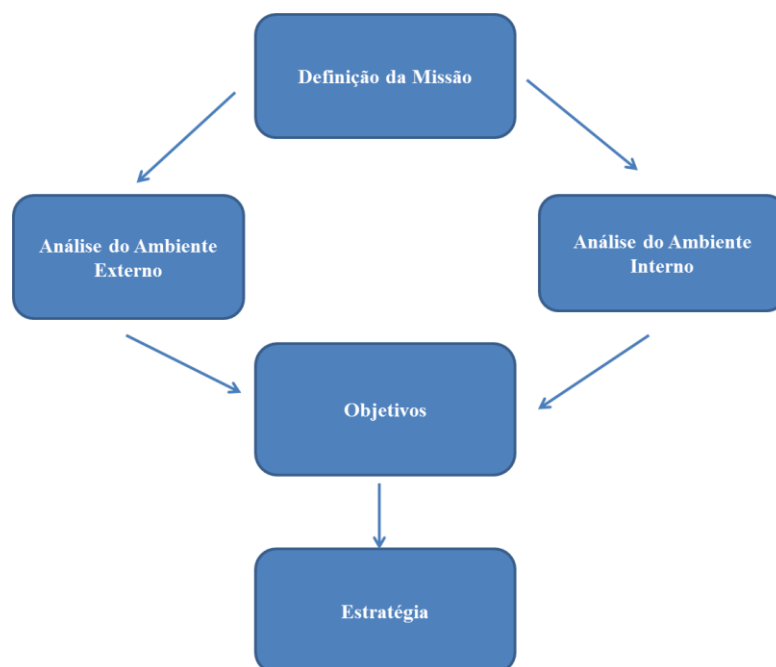 Definição da Missão
Análise do Ambiente
Externo
Análise do Ambiente
Interno
Objetivos
Estratégia